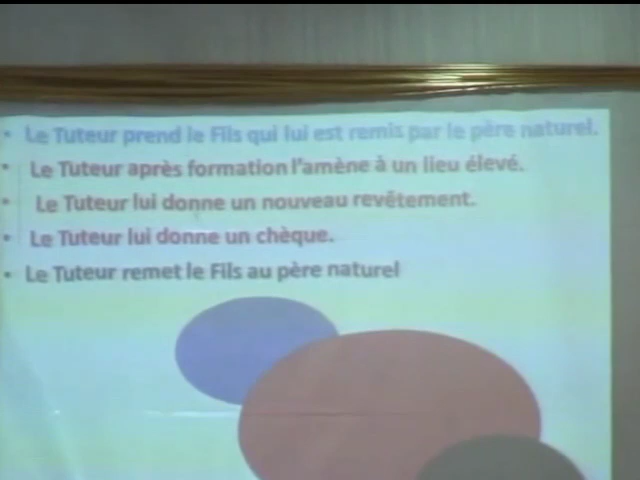 • Le Tuteur prend le Fils qui lui est remis par le père naturel.
• Le Tuteur après formation l'amène à un lieu élevé.
• Le Tuteur lui donne un nouveau revêtement.
• Le Tuteur lui donne un chèque.
• Le Tuteur remet le Fils au père naturel